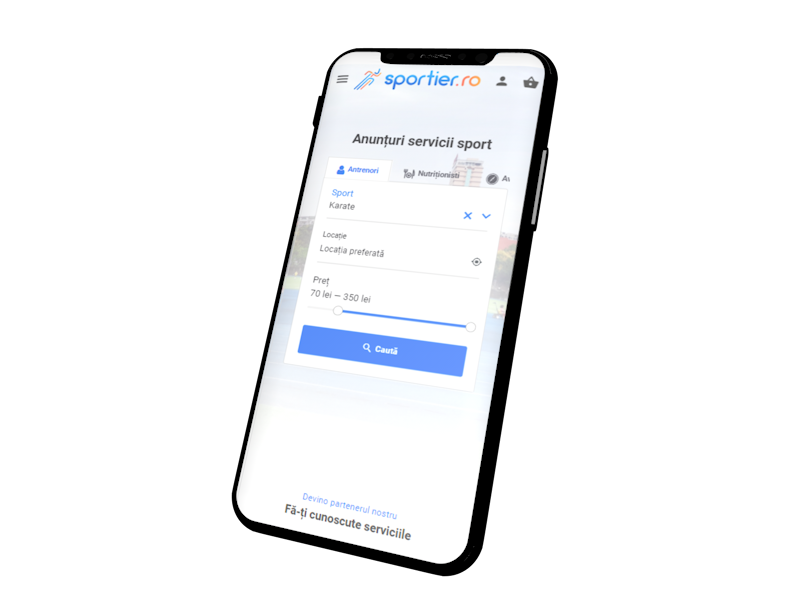 sportier.ro
Anunțuri servicii sport
Antrenori
Nutriționisti
Sport
Karate
Locație
Locația preferată
Preț
70 lei — 350 lei
Caută
Devino partenerul nostru
Fă-ți cunoscute serviciile